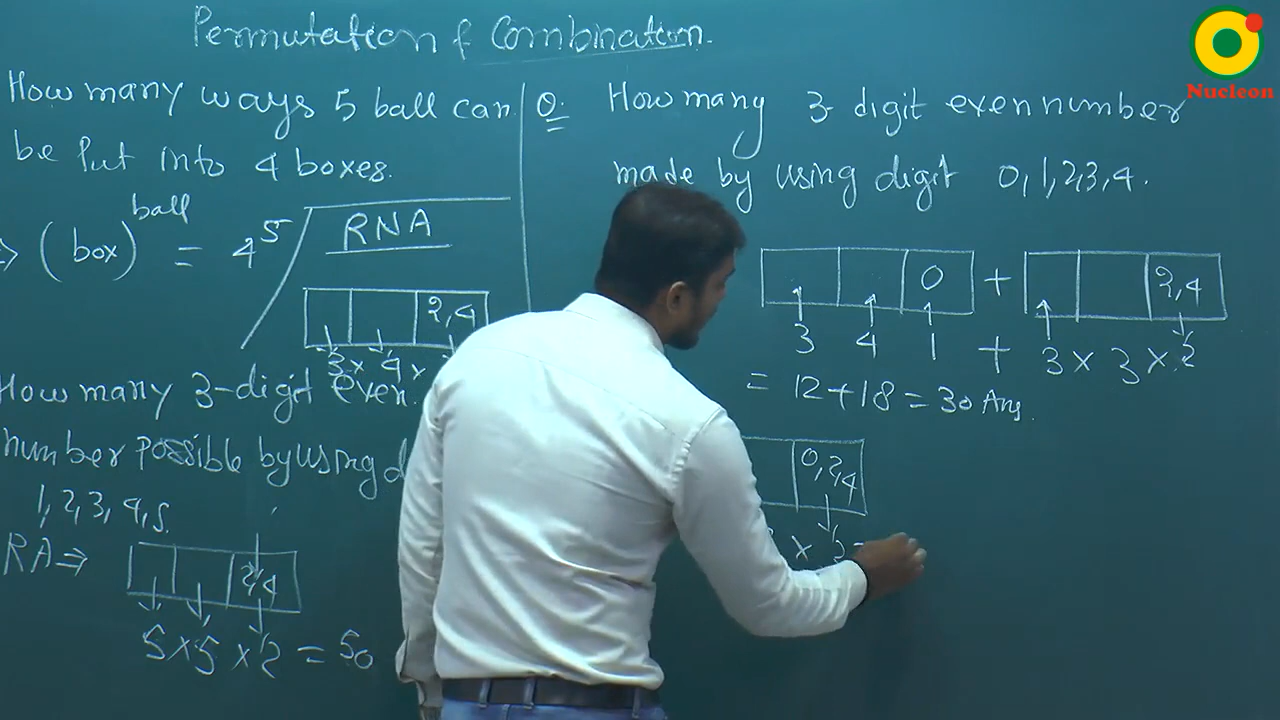 Permutation & Combination.
How many ways 5 ball can
be Put into 4 boxes.
⇒ (box)^ball = 4^5
RNA
2,4
3 × 4 ×
How many 3-digit even
number possible by using
1, 2, 3, 4, 5.
RA ⇒
2,4
5 × 5 × 2 = 50
Q. How many 3-digit even number
made by using digit 0,1,2,3,4.
0 + 2,4
3 4 1 + 3 × 3 × 2
= 12 + 18 = 30 Ans.
0,2,4
× 3 =
Nucleon